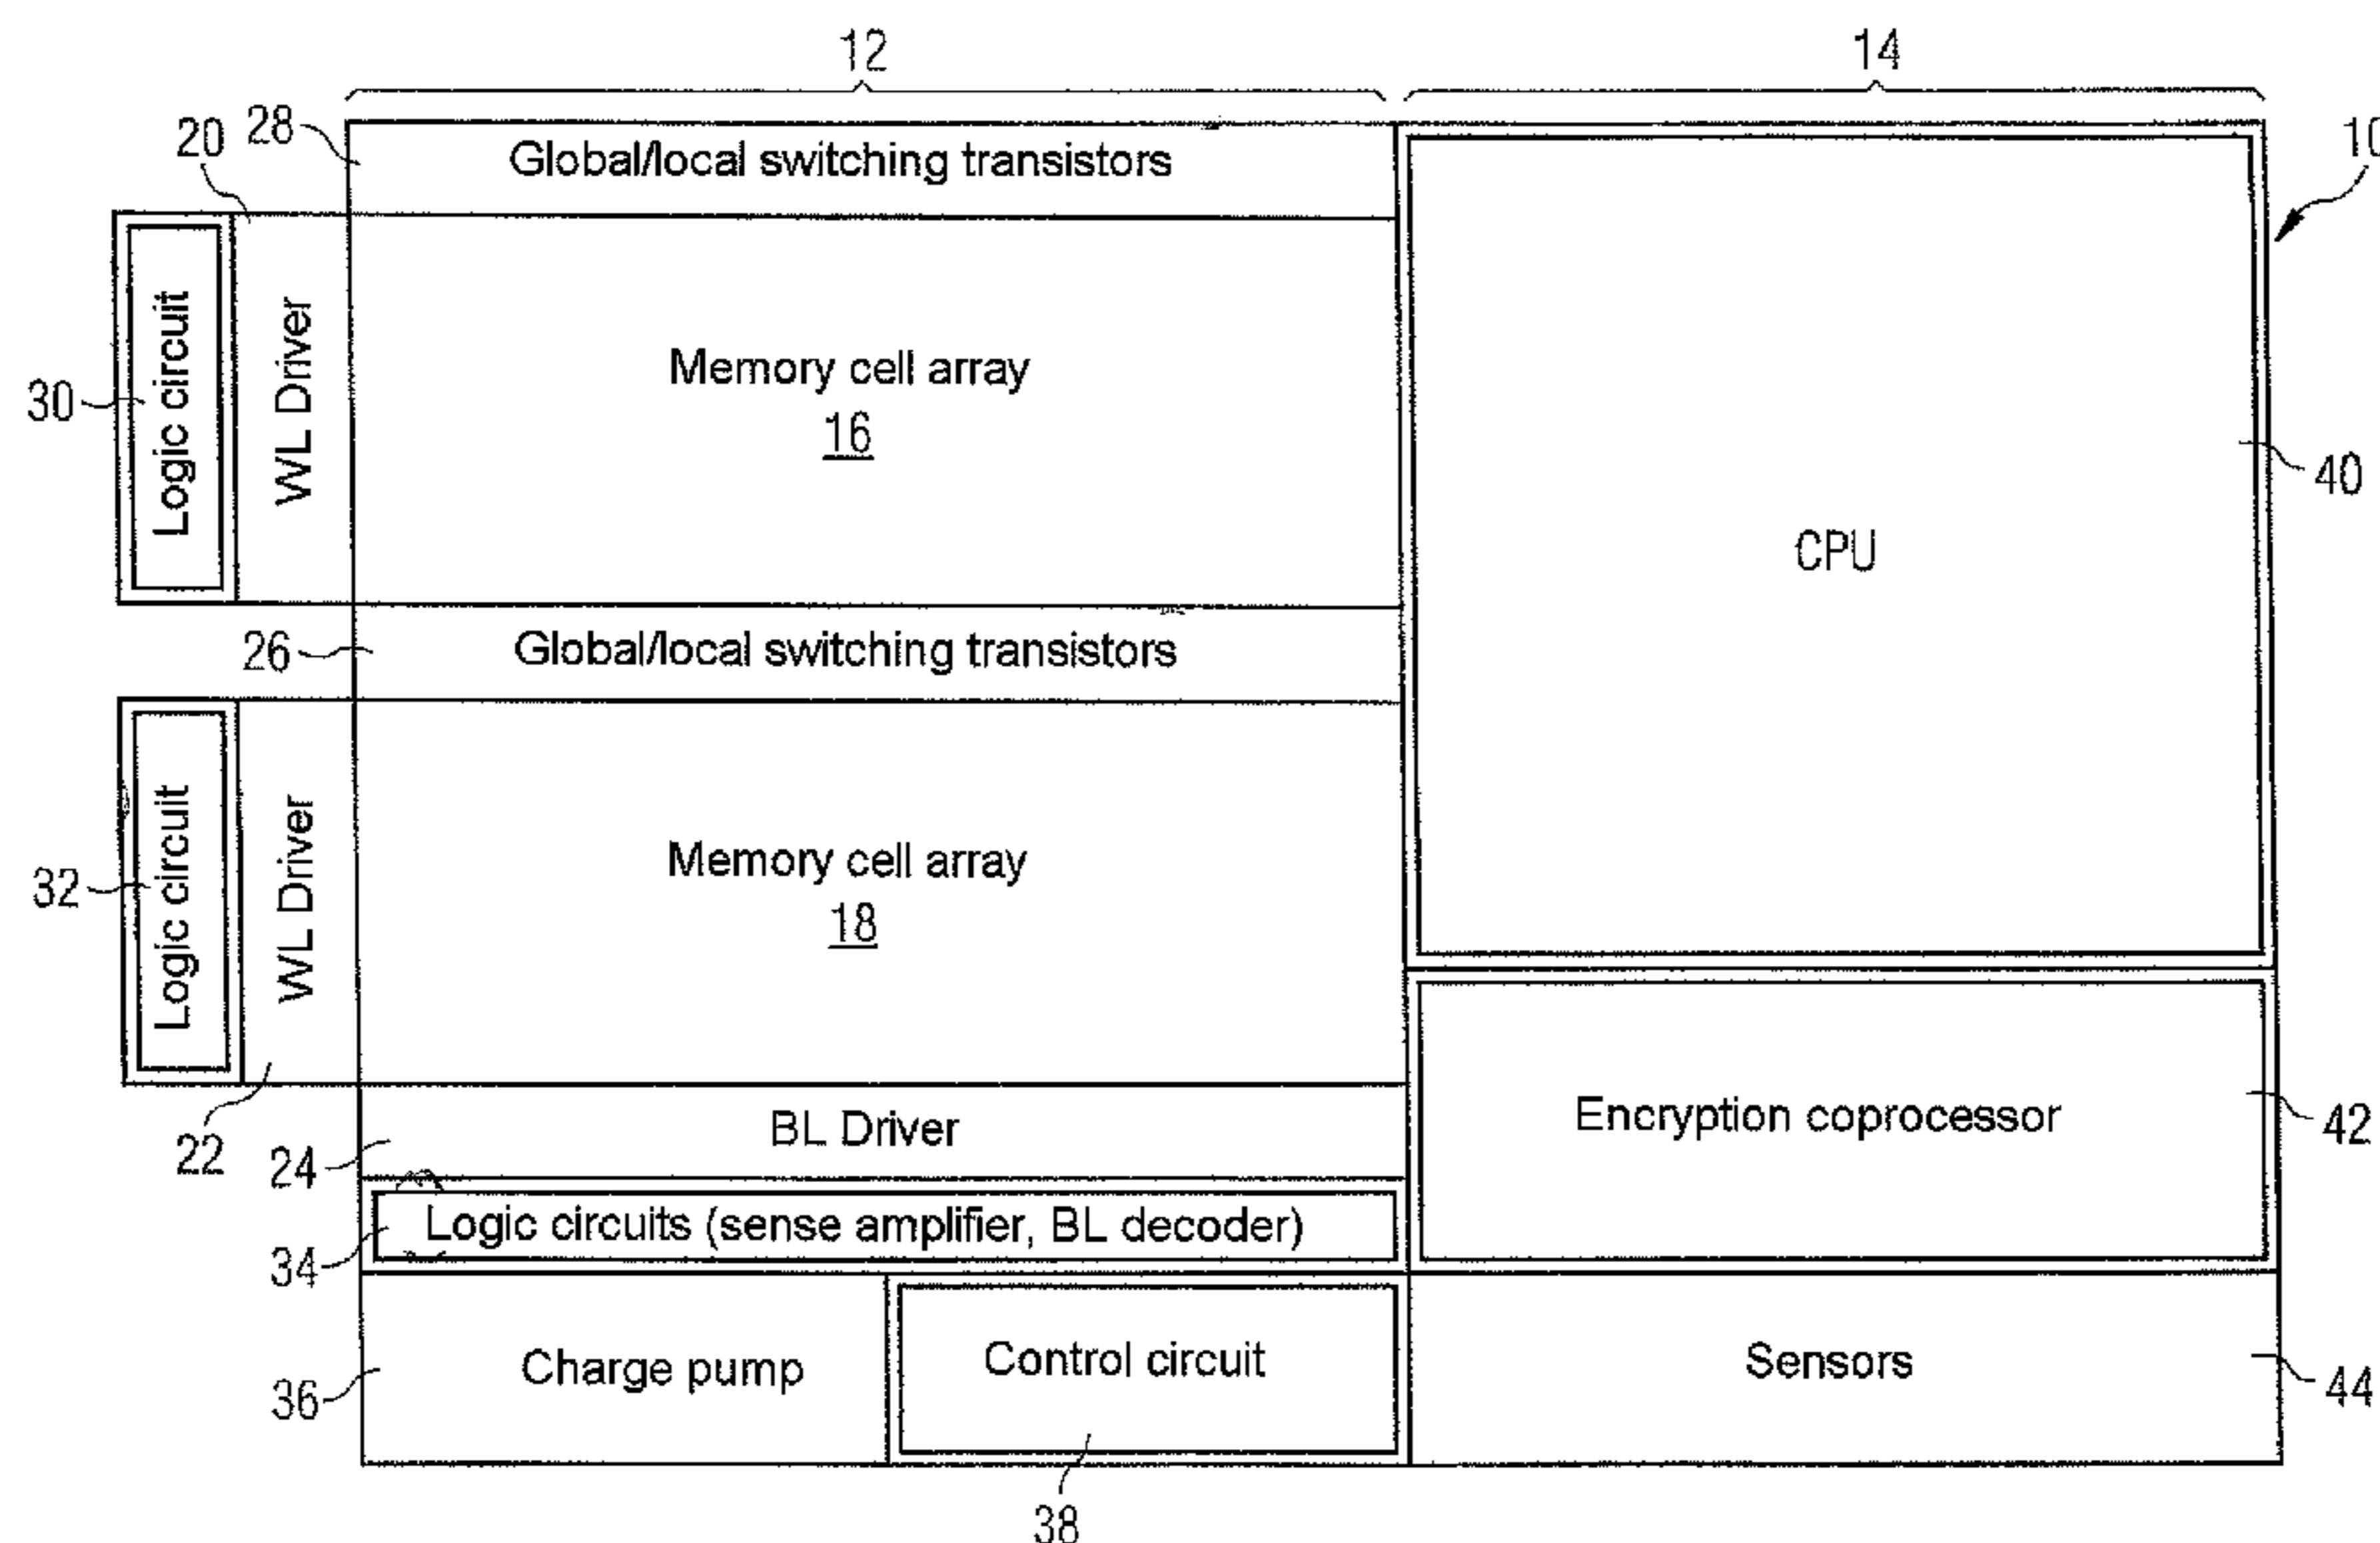 12
14
28
20
10
Global/local switching transistors
Logic circuit
WL Driver
Memory cell array
16
30
40
CPU
26
Global/local switching transistors
Logic circuit
WL Driver
Memory cell array
18
32
22
24
BL Driver
Encryption coprocessor
42
34
Logic circuits (sense amplifier, BL decoder)
36
Charge pump
Control circuit
Sensors
44
38